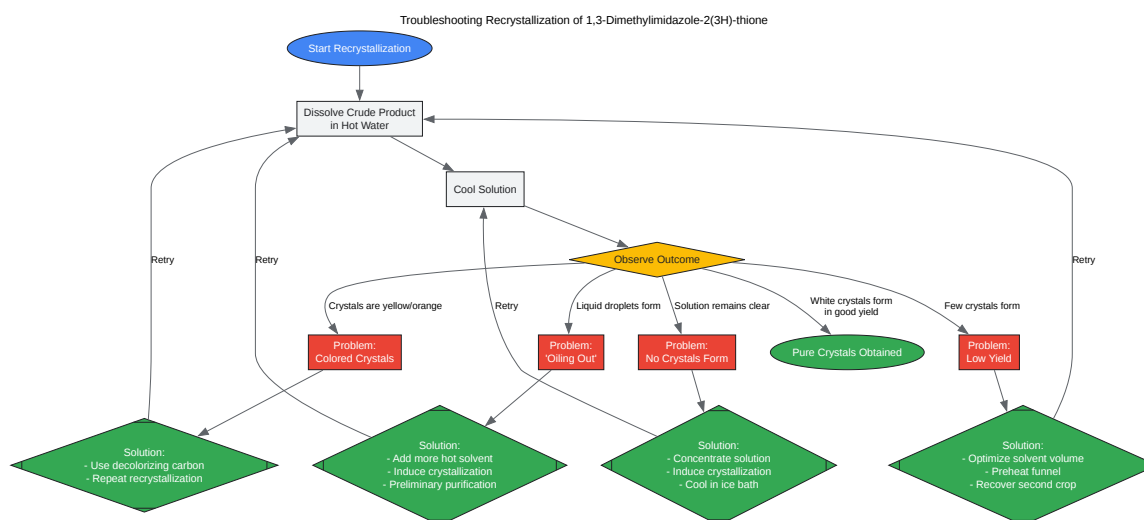 Troubleshooting Recrystallization of 1,3-Dimethylimidazole-2(3H)-thione
Start Recrystallization
Dissolve Crude Product
in Hot Water
Cool Solution
Retry
Retry
Observe Outcome
Retry
Retry
Crystals are yellow/orange
Liquid droplets form
Solution remains clear
White crystals form
in good yield
Few crystals form
Problem:
Colored Crystals
Problem:
'Oiling Out'
Problem:
No Crystals Form
Pure Crystals Obtained
Problem:
Low Yield
Solution:
- Use decolorizing carbon
- Repeat recrystallization
Solution:
- Add more hot solvent
- Induce crystallization
- Preliminary purification
Solution:
- Concentrate solution
- Induce crystallization
- Cool in ice bath
Solution:
- Optimize solvent volume
- Preheat funnel
- Recover second crop